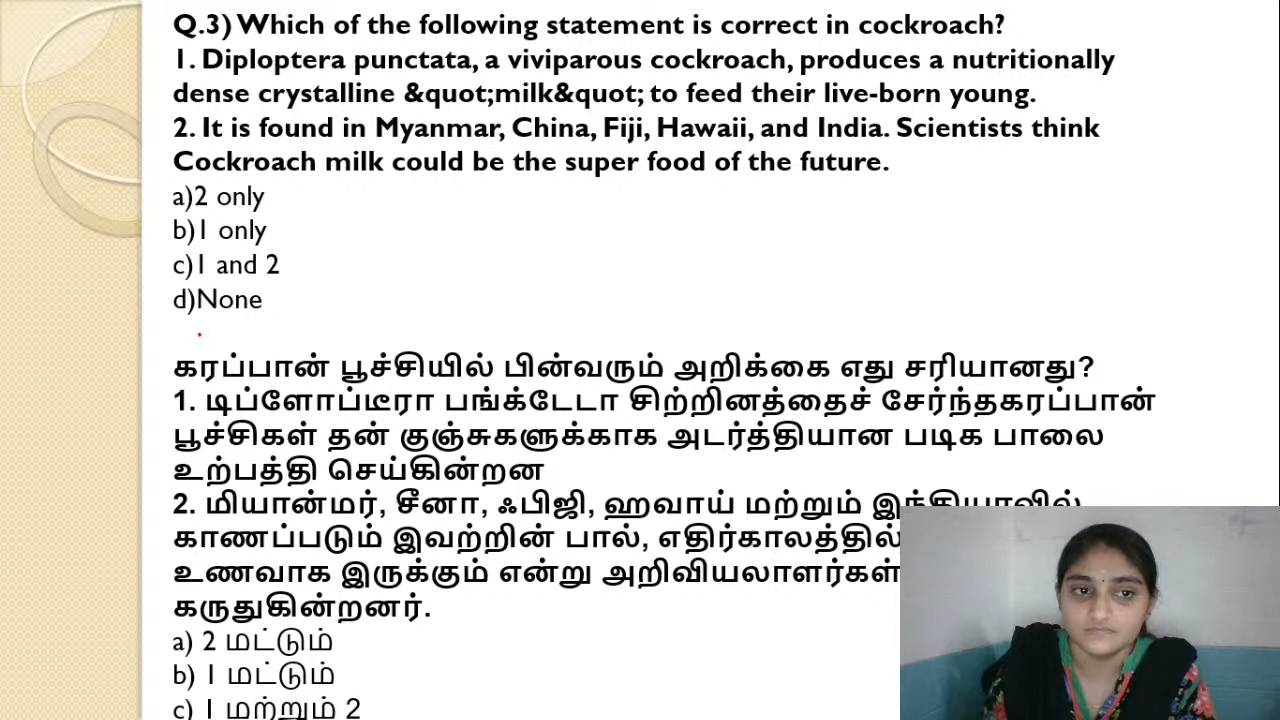 Q.3) Which of the following statement is correct in cockroach?
1. Diploptera punctata, a viviparous cockroach, produces a nutritionally
dense crystalline &quot;milk&quot; to feed their live-born young.
2. It is found in Myanmar, China, Fiji, Hawaii, and India. Scientists think
Cockroach milk could be the super food of the future.
a)2 only
b)1 only
c)1 and 2
d)None
கரப்பான் பூச்சியில் பின்வரும் அறிக்கை எது சரியானது?
1. டிப்ளோப்டீரா பங்க்டேடா சிற்றினத்தைச் சேர்ந்தகரப்பான்
பூச்சிகள் தன் குஞ்சுகளுக்காக அடர்த்தியான படிக பாலை
உற்பத்தி செய்கின்றன
2. மியான்மர், சீனா, ஃபிஜி, ஹவாய் மற்றும் இந்தியாவில்
காணப்படும் இவற்றின் பால், எதிர்காலத்தில்
உணவாக இருக்கும் என்று அறிவியலாளர்கள்
கருதுகின்றனர்.
a) 2 மட்டும்
b) 1 மட்டும்
c) 1 மற்றும் 2